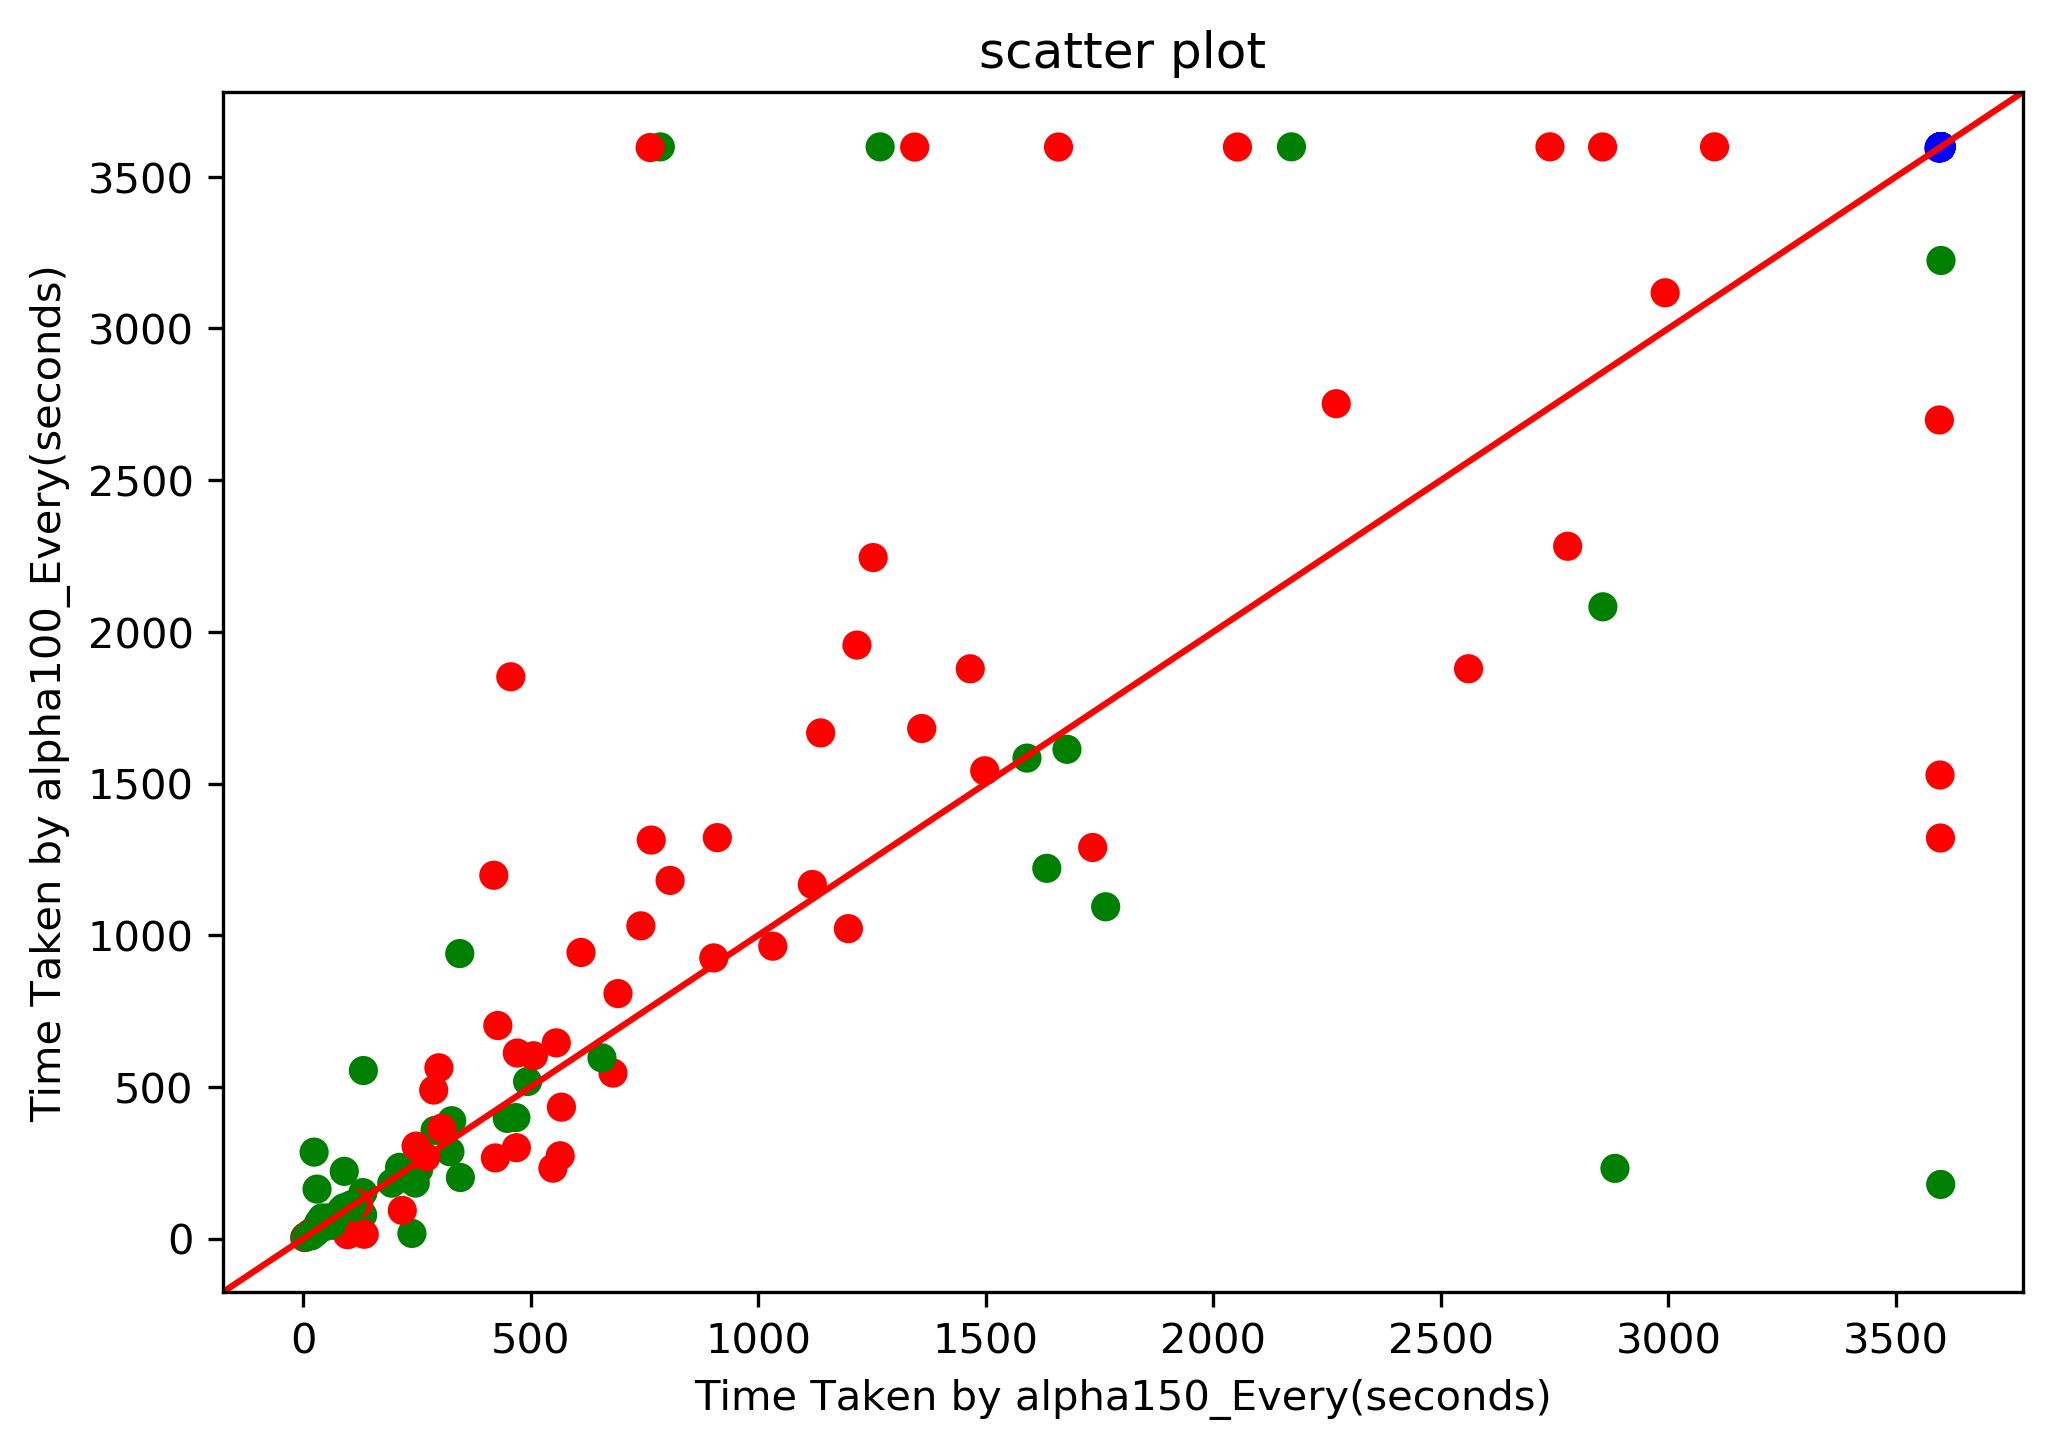 scatter plot
Time Taken by alpha100_Every(seconds)
3500
3000
2500
2000
1500
1000
500
0
0 500 1000 1500 2000 2500 3000 3500
Time Taken by alpha150_Every(seconds)